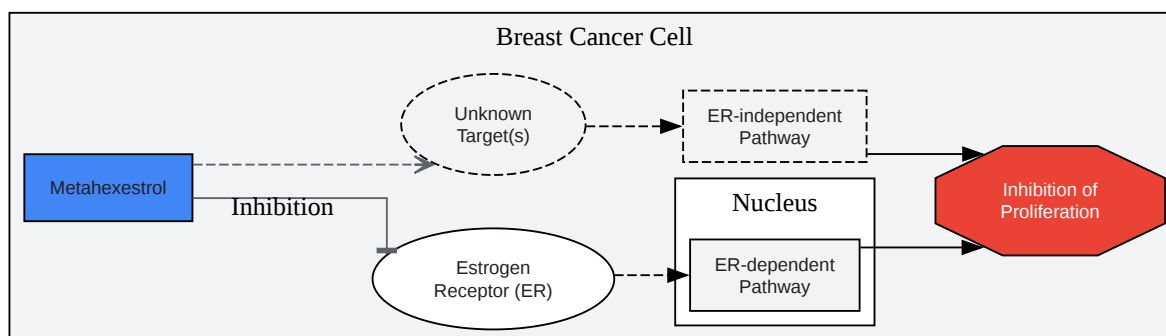 Breast Cancer Cell
Unknown
Target(s)
ER-independent
Pathway
Metahexestrol
Inhibition
Nucleus
Inhibition of
Proliferation
Estrogen
Receptor (ER)
ER-dependent
Pathway